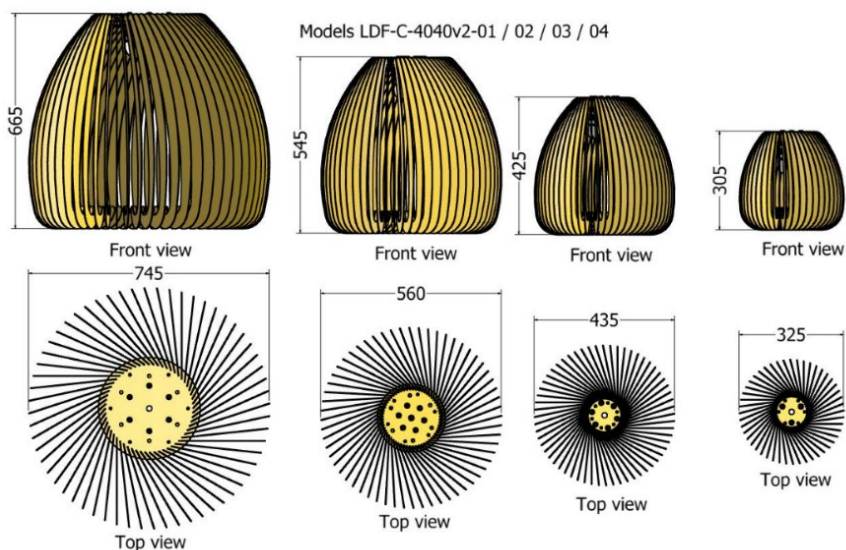 Models LDF-C-4040v2-01 / 02 / 03 / 04
665
545
425
305
Front view
Front view
Front view
Front view
745
560
435
325
Top view
Top view
Top view
Top view